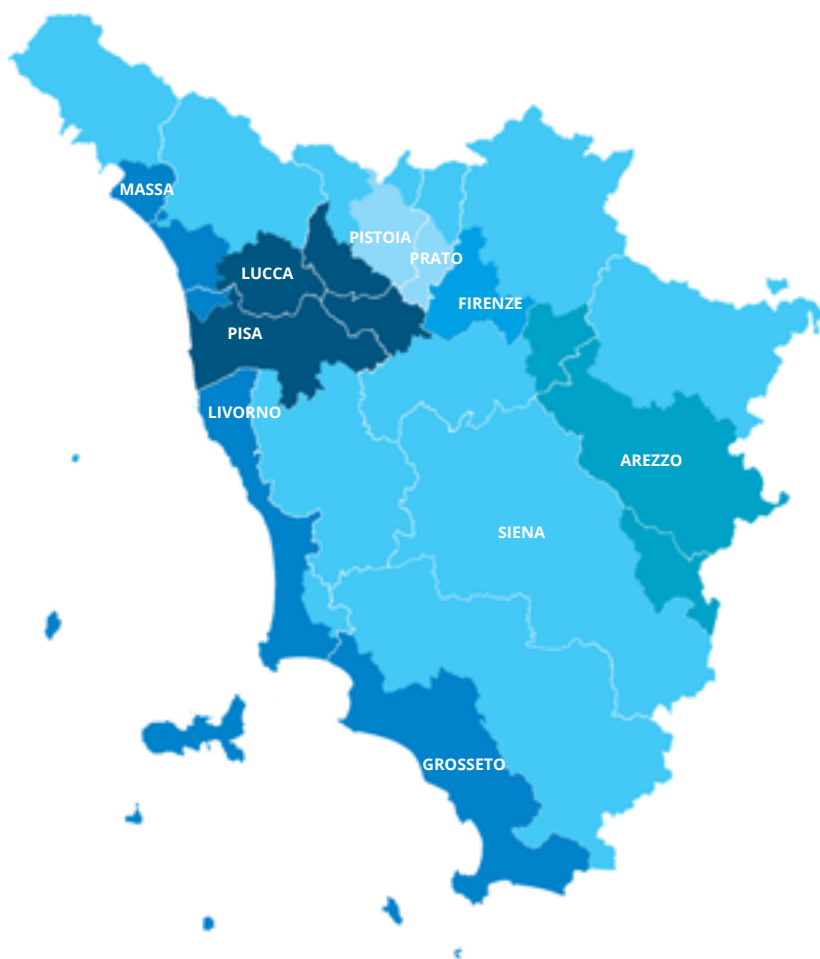 MASSA
PISTOIA
PRATO
LUCCA
FIRENZE
PISA
LIVORNO
AREZZO
SIENA
GROSSETO